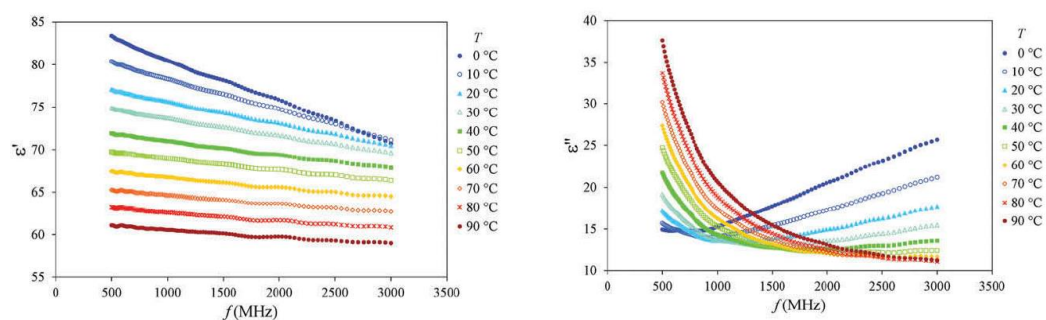 85
80
75
70
65
60
55
ε'
0 500 1000 1500 2000 2500 3000 3500
f(MHz)
T
0 °C
10 °C
20 °C
30 °C
40 °C
50 °C
60 °C
70 °C
80 °C
90 °C
40
35
30
25
20
15
10
ε"
0 500 1000 1500 2000 2500 3000 3500
f(MHz)
T
0 °C
10 °C
20 °C
30 °C
40 °C
50 °C
60 °C
70 °C
80 °C
90 °C